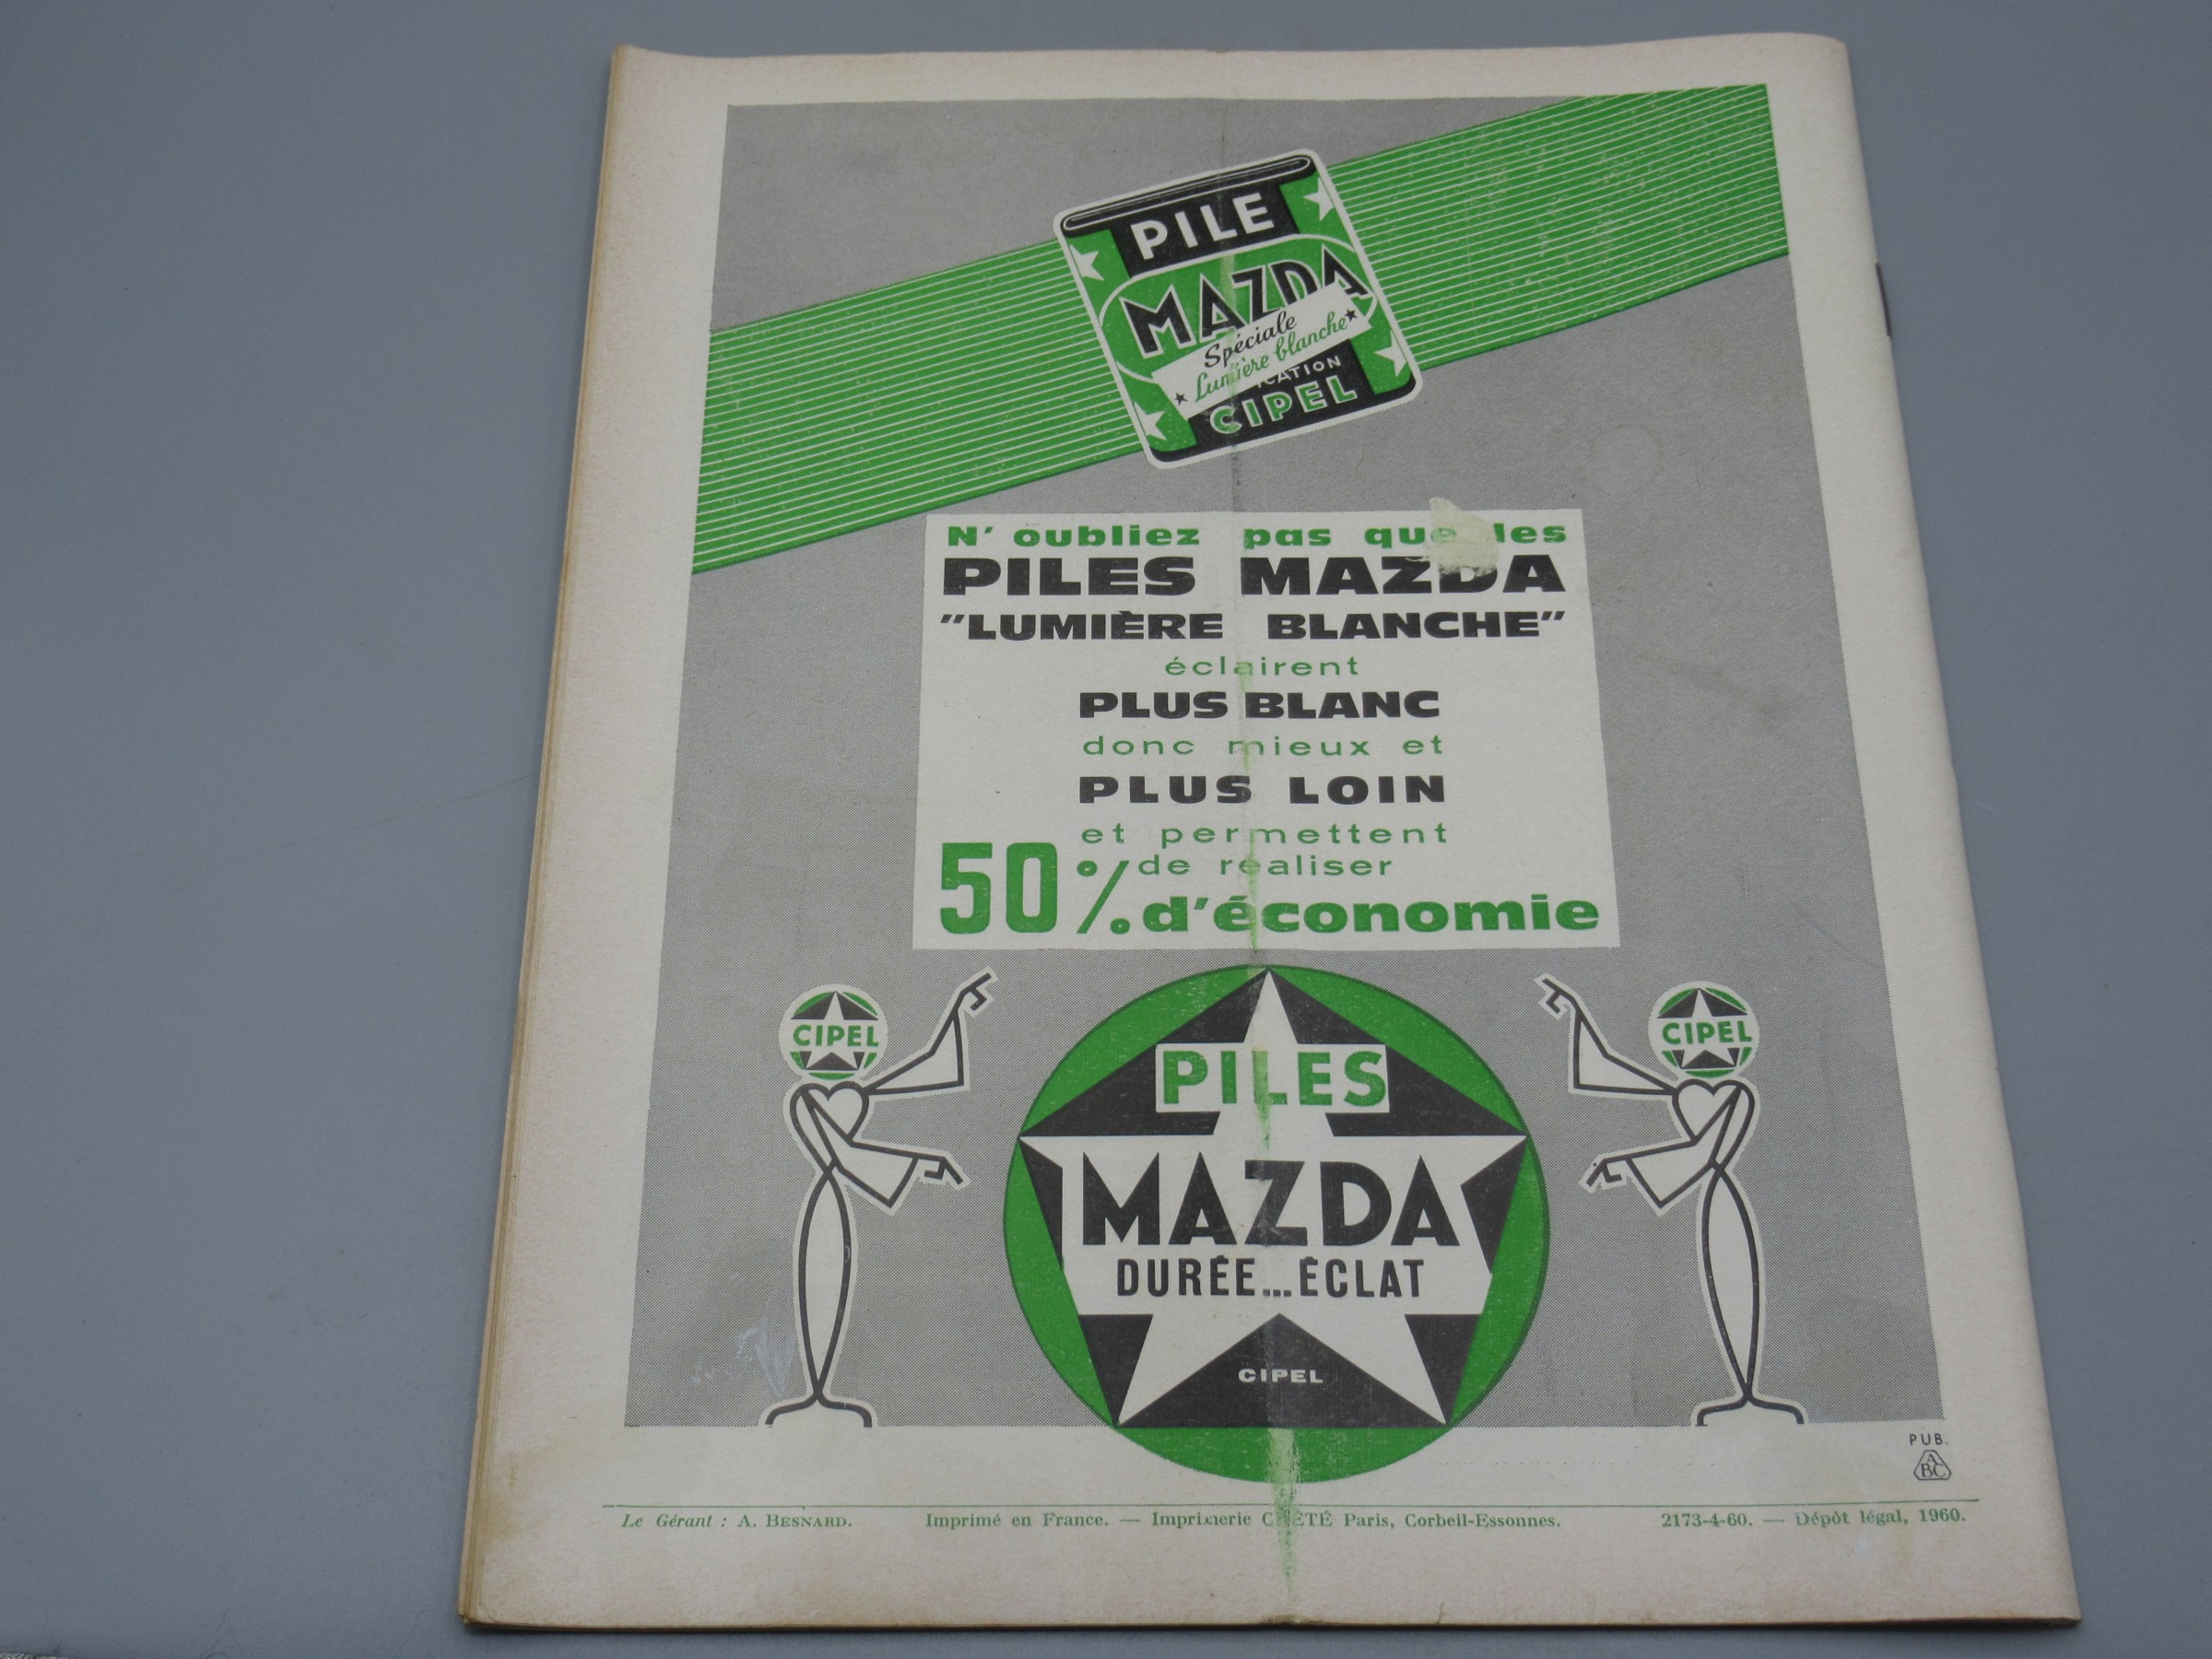 PILE
MAZDA
Spéciale
Lumière blanche
CIPEL
N' oubliez pas que les
PILES MAZDA
"LUMIÈRE BLANCHE"
éclairent
PLUS BLANC
donc mieux et
PLUS LOIN
et permettent
de réaliser
50% d'économie
CIPEL
CIPEL
PILES
MAZDA
DURÉE...ÉCLAT
CIPEL
PUB.
ABC
Le Gérant : A. BESNARD. Imprimé en France. — Imprimerie CRÉTÉ Paris, Corbeil-Essonnes. 2173-4-60. — Dépôt légal, 1960.